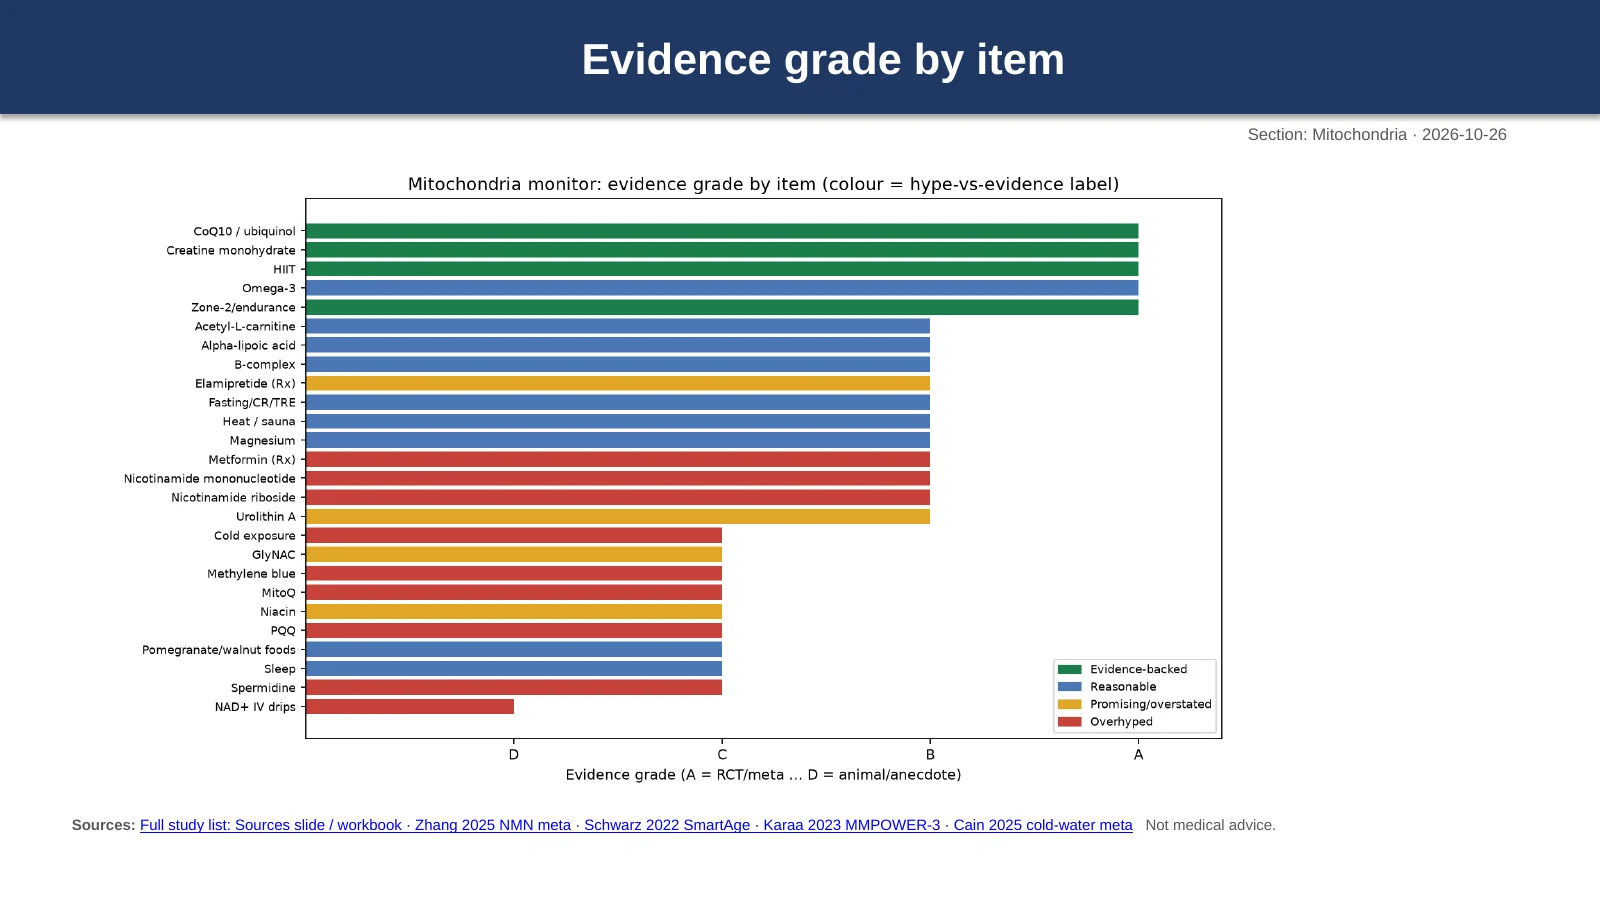 Evidence grade by item
Section: Mitochondria · 2026-10-26
Mitochondria monitor: evidence grade by item (colour = hype-vs-evidence label)
CoQ10 / ubiquinol
Creatine monohydrate
HIIT
Omega-3
Zone-2/endurance
Acetyl-L-carnitine
Alpha-lipoic acid
B-complex
Elamipretide (Rx)
Fasting/CR/TRE
Heat / sauna
Magnesium
Metformin (Rx)
Nicotinamide mononucleotide
Nicotinamide riboside
Urolithin A
Cold exposure
GlyNAC
Methylene blue
MitoQ
Niacin
PQQ
Pomegranate/walnut foods
Sleep
Spermidine
NAD+ IV drips
Evidence-backed
Reasonable
Promising/overstated
Overhyped
D C B A
Evidence grade (A = RCT/meta ... D = animal/anecdote)
Sources: Full study list: Sources slide / workbook · Zhang 2025 NMN meta · Schwarz 2022 SmartAge · Karaa 2023 MMPOWER-3 · Cain 2025 cold-water meta Not medical advice.